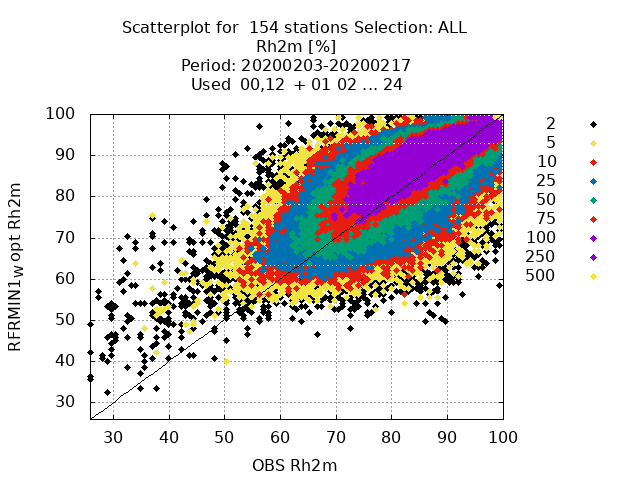 Scatterplot for 154 stations Selection: ALL
Rh2m [%]
Period: 20200203-20200217
Used 00,12 + 01 02 ... 24
100
90
80
70
60
50
40
30
RFRMIN1w opt Rh2m
30 40 50 60 70 80 90 100
OBS Rh2m
2
5
10
25
50
75
100
250
500